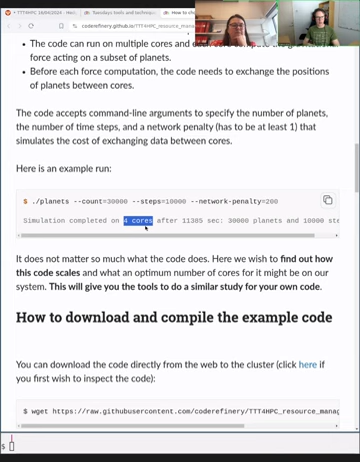 TTT4HPC 16/04/2024 - H
Tuesdays tools and techniq
How to ch
coderefinery.github.io/TTT4HPC_resource_mana
The code can run on multiple cores and
force acting on a subset of planets.
Before each force computation, the code needs to exchange the positions
of planets between cores.
The code accepts command-line arguments to specify the number of planets,
the number of time steps, and a network penalty (has to be at least 1) that
simulates the cost of exchanging data between cores.
Here is an example run:
$ ./planets --count=30000 --steps=10000 --network-penalty=200
Simulation completed on 4 cores after 11385 sec: 30000 planets and 10000 ste
It does not matter so much what the code does. Here we wish to find out how
this code scales and what an optimum number of cores for it might be on our
system. This will give you the tools to do a similar study for your own code.
How to download and compile the example code
You can download the code directly from the web to the cluster (click here if
you first wish to inspect the code):
$ wget https://raw.githubusercontent.com/coderefinery/TTT4HPC_resource_manag
$